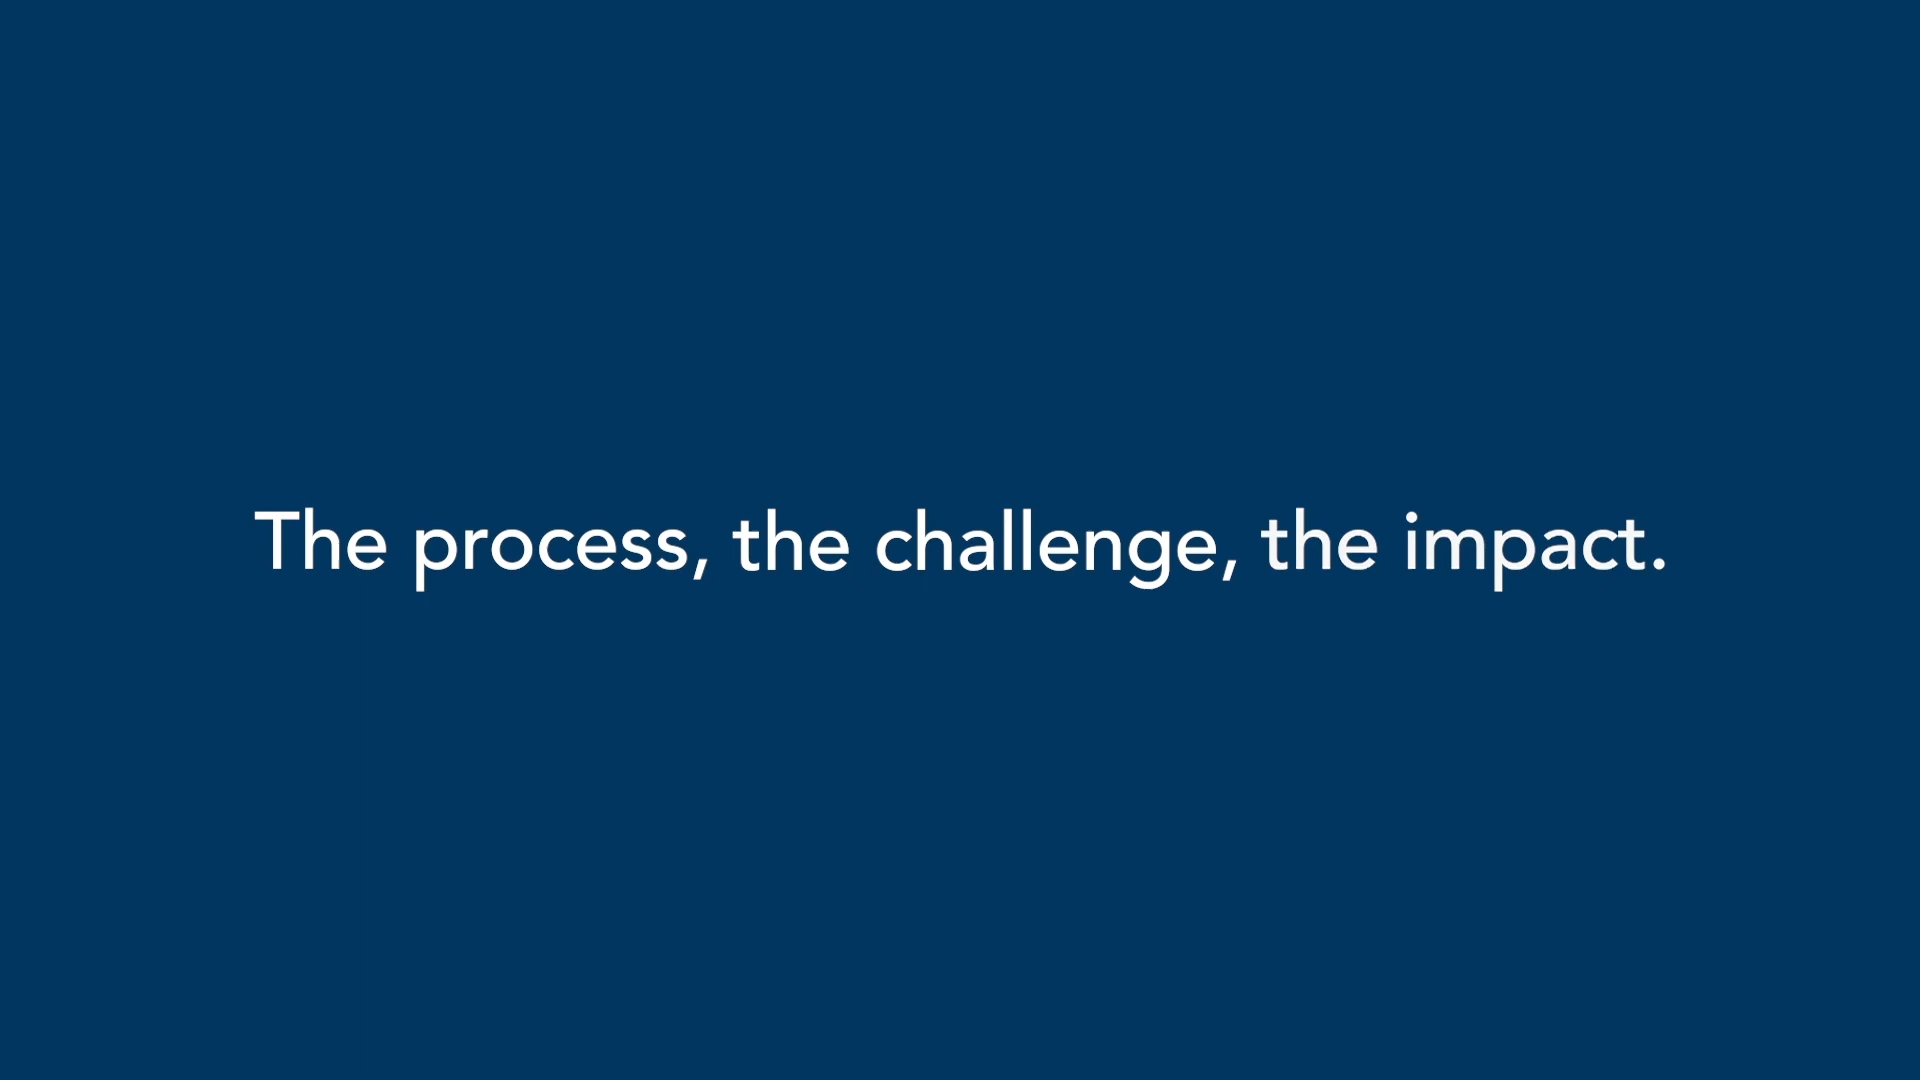 The process, the challenge, the impact.